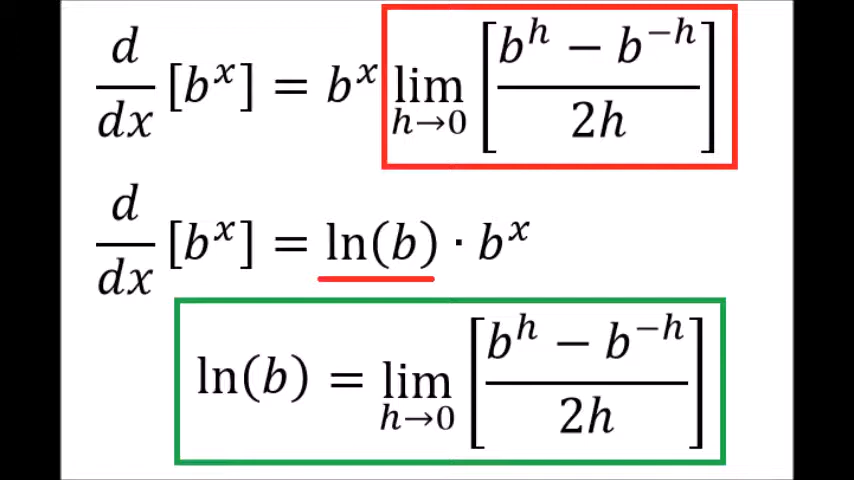 d/dx [b^x] = b^x lim_{h→0} [(b^h − b^{−h})/2h]
d/dx [b^x] = ln(b) · b^x
ln(b) = lim_{h→0} [(b^h − b^{−h})/2h]